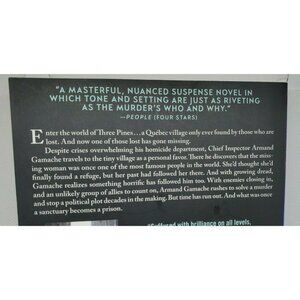 "A MASTERFUL, NUANCED SUSPENSE NOVEL IN
WHICH TONE AND SETTING ARE JUST AS RIVETING
AS THE MURDER'S WHO AND WHY."
—PEOPLE (FOUR STARS)
Enter the world of Three Pines...a Québec village only ever found by those who are
lost. And now one of those lost has gone missing.
Despite crises overwhelming his homicide department, Chief Inspector Armand
Gamache travels to the tiny village as a personal favor. There he discovers that the miss-
ing woman was once one of the most famous people in the world. She'd thought she'd
finally found a refuge, but her past had followed her there. And with growing dread,
Gamache realizes something horrific has followed him too. With enemies closing in,
and an unlikely group of allies to count on, Armand Gamache rushes to solve a murder
and stop a political plot decades in the making. But time has run out. And what was once
a sanctuary becomes a prison.
with brilliance on all levels,